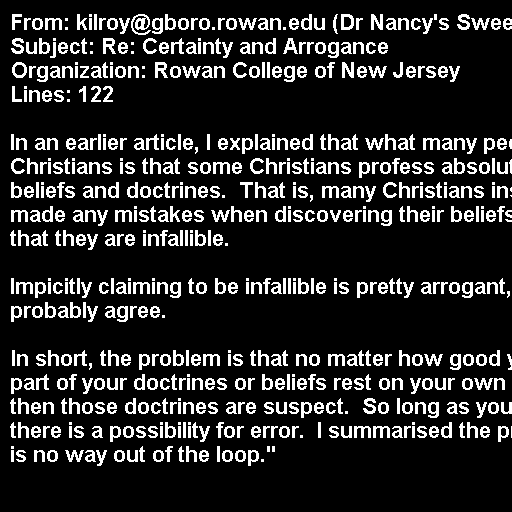 From: kilroy@gboro.rowan.edu (Dr Nancy's Swee
Subject: Re: Certainty and Arrogance
Organization: Rowan College of New Jersey
Lines: 122
In an earlier article, I explained that what many pe
Christians is that some Christians profess absolut
beliefs and doctrines.  That is, many Christians in
made any mistakes when discovering their beliefs
that they are infallible.
Impicitly claiming to be infallible is pretty arrogant,
probably agree.
In short, the problem is that no matter how good y
part of your doctrines or beliefs rest on your own
then those doctrines are suspect.  So long as you
there is a possibility for error.  I summarised the p
is no way out of the loop."